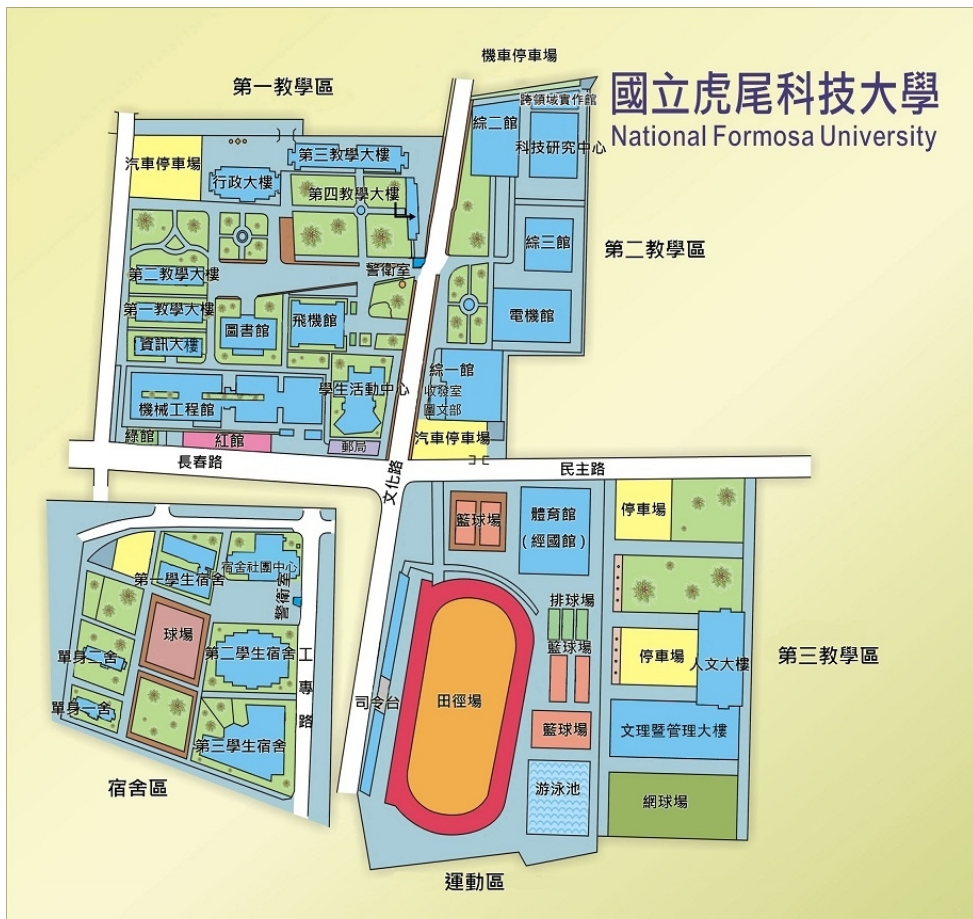 機車停車場
第一教學區
國立虎尾科技大學
National Formosa University
跨領域實作館
綜二館
科技研究中心
第三教學大樓
汽車停車場
行政大樓
第四教學大樓
綜三館
第二教學區
警衛室
第二教學大樓
第一教學大樓
圖書館
飛機館
電機館
資訊大樓
綜一館
收發室
圖文部
學生活動中心
機械工程館
綠館
紅館
郵局
汽車停車場
長春路
文化路
民主路
籃球場
體育館
(經國館)
停車場
宿舍社團中心
第一學生宿舍
警衛室
排球場
球場
籃球場
單身二舍
第二學生宿舍
工專路
停車場
人文大樓
第三教學區
單身一舍
司令台
田徑場
籃球場
文理暨管理大樓
第三學生宿舍
宿舍區
游泳池
網球場
運動區